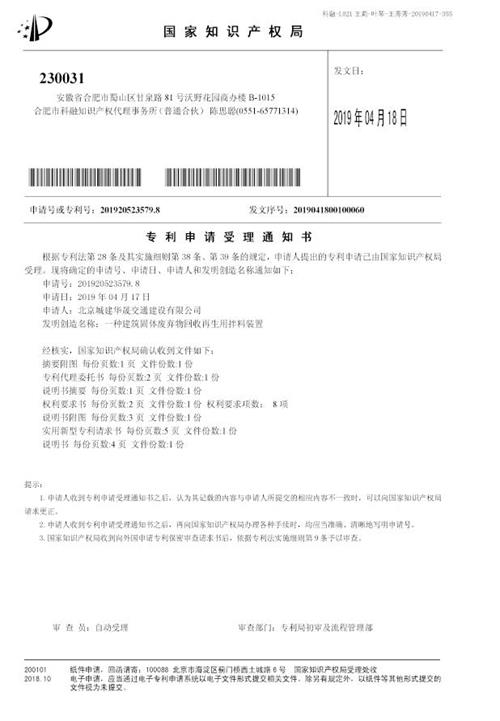 科融-L021 王莉-叶琴-王芳芳-20190417-355
国家知识产权局
230031
发文日:
安徽省合肥市蜀山区甘泉路 81 号沃野花园商办楼 B-1015
合肥市科融知识产权代理事务所(普通合伙) 陈思聪(0551-65771314)
2019 年 04 月 18 日
申请号或专利号: 201920523579.8
发文序号: 2019041800100060
专利申请受理通知书
根据专利法第 28 条及其实施细则第 38 条、第 39 条的规定, 申请人提出的专利申请已由国家知识产权局
受理。现将确定的申请号、申请日、申请人和发明创造名称通知如下:
申请号: 201920523579.8
申请日: 2019 年 04 月 17 日
申请人: 北京城建华晟交通建设有限公司
发明创造名称: 一种建筑固体废弃物回收再生用拌料装置
经核实, 国家知识产权局确认收到文件如下:
摘要附图 每份页数:1 页 文件份数:1 份
专利代理委托书 每份页数:2 页 文件份数:1 份
说明书摘要 每份页数:1 页 文件份数:1 份
权利要求书 每份页数:2 页 文件份数:1 份 权利要求项数: 8 项
说明书附图 每份页数:3 页 文件份数:1 份
实用新型专利请求书 每份页数:5 页 文件份数:1 份
说明书 每份页数:4 页 文件份数:1 份
提示:
1.申请人收到专利申请受理通知书之后, 认为其记载的内容与申请人所提交的相应内容不一致时, 可以向国家知识产权局
请求更正。
2.申请人收到专利申请受理通知书之后, 再向国家知识产权局办理各种手续时, 均应当准确、清晰地写明申请号。
3.国家知识产权局收到向外国申请专利保密审查请求书后, 依据专利法实施细则第 9 条予以审查。
审 查 员: 自动受理
审查部门: 专利局初审及流程管理部
200101 纸件申请, 回函请寄: 100088 北京市海淀区蓟门桥西土城路 6 号 国家知识产权局受理处收
2018.10 电子申请, 应当通过电子专利申请系统以电子文件形式提交相关文件。除另有规定外, 以纸件等其他形式提交的
文件视为未提交。